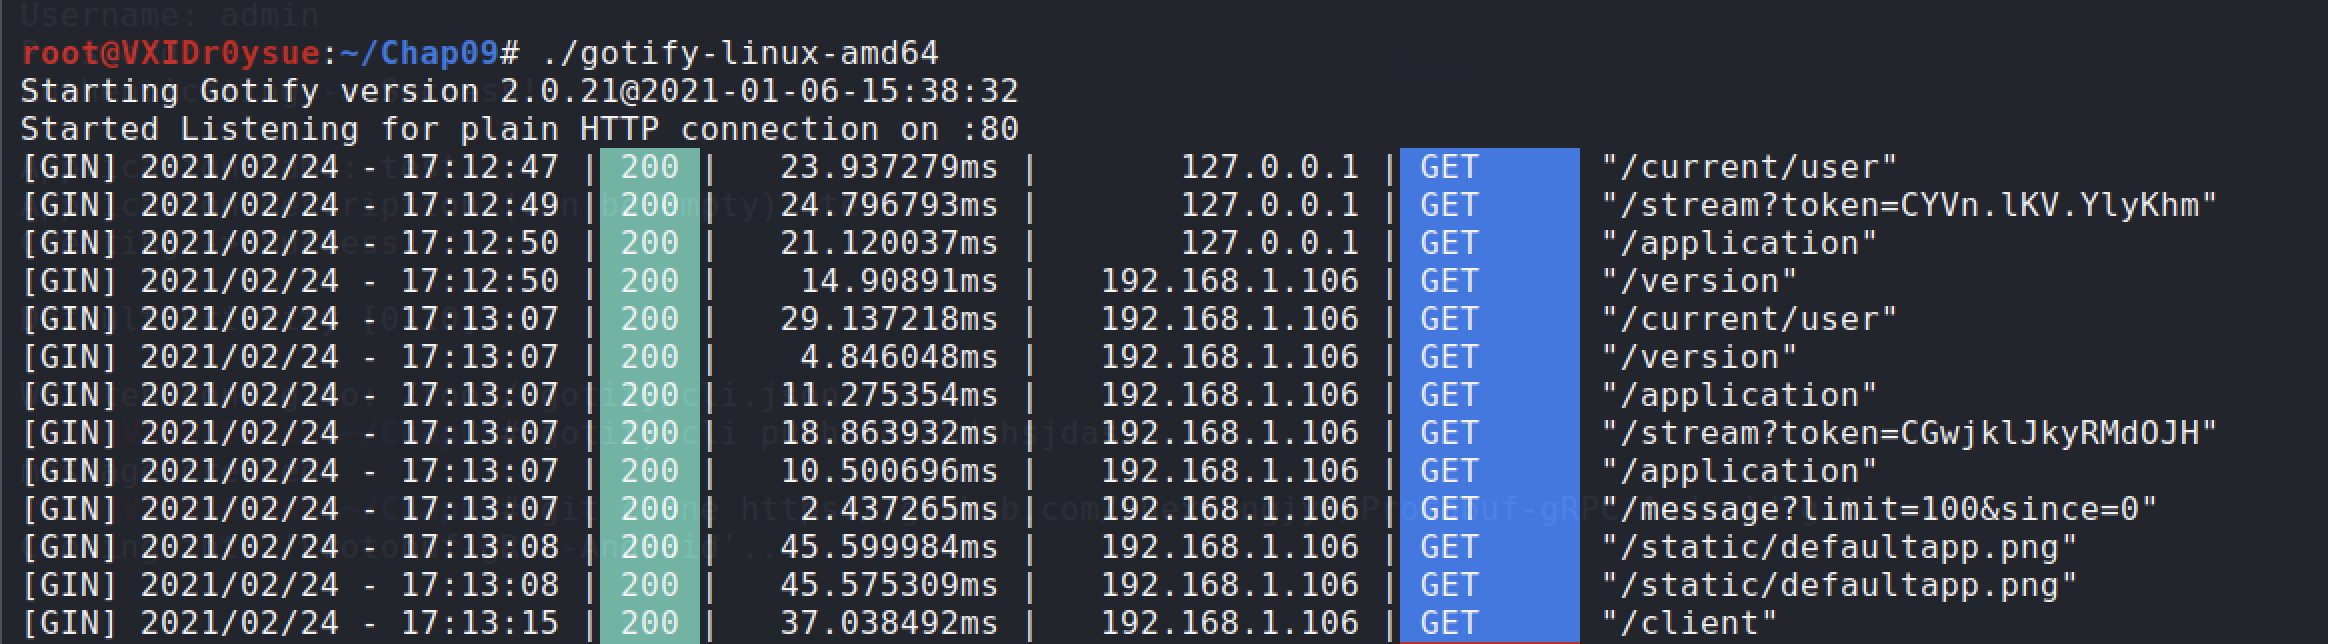 Username: admin
root@VXIDr0ysue:~/Chap09# ./gotify-linux-amd64
Starting Gotify version 2.0.21@2021-01-06-15:38:32
Started Listening for plain HTTP connection on :80
[GIN] 2021/02/24 - 17:12:47 | 200 | 23.937279ms | 127.0.0.1 | GET "/current/user"
[GIN] 2021/02/24 - 17:12:49 | 200 | 24.796793ms | 127.0.0.1 | GET "/stream?token=CYVn.lKV.YlyKhm"
[GIN] 2021/02/24 - 17:12:50 | 200 | 21.120037ms | 127.0.0.1 | GET "/application"
[GIN] 2021/02/24 - 17:12:50 | 200 | 14.90891ms | 192.168.1.106 | GET "/version"
[GIN] 2021/02/24 - 17:13:07 | 200 | 29.137218ms | 192.168.1.106 | GET "/current/user"
[GIN] 2021/02/24 - 17:13:07 | 200 | 4.846048ms | 192.168.1.106 | GET "/version"
[GIN] 2021/02/24 - 17:13:07 | 200 | 11.275354ms | 192.168.1.106 | GET "/application"
[GIN] 2021/02/24 - 17:13:07 | 200 | 18.863932ms | 192.168.1.106 | GET "/stream?token=CGwjklJkyRMdOJH"
[GIN] 2021/02/24 - 17:13:07 | 200 | 10.500696ms | 192.168.1.106 | GET "/application"
[GIN] 2021/02/24 - 17:13:07 | 200 | 2.437265ms | 192.168.1.106 | GET "/message?limit=100&since=0"
[GIN] 2021/02/24 - 17:13:08 | 200 | 45.599984ms | 192.168.1.106 | GET "/static/defaultapp.png"
[GIN] 2021/02/24 - 17:13:08 | 200 | 45.575309ms | 192.168.1.106 | GET "/static/defaultapp.png"
[GIN] 2021/02/24 - 17:13:15 | 200 | 37.038492ms | 192.168.1.106 | GET "/client"